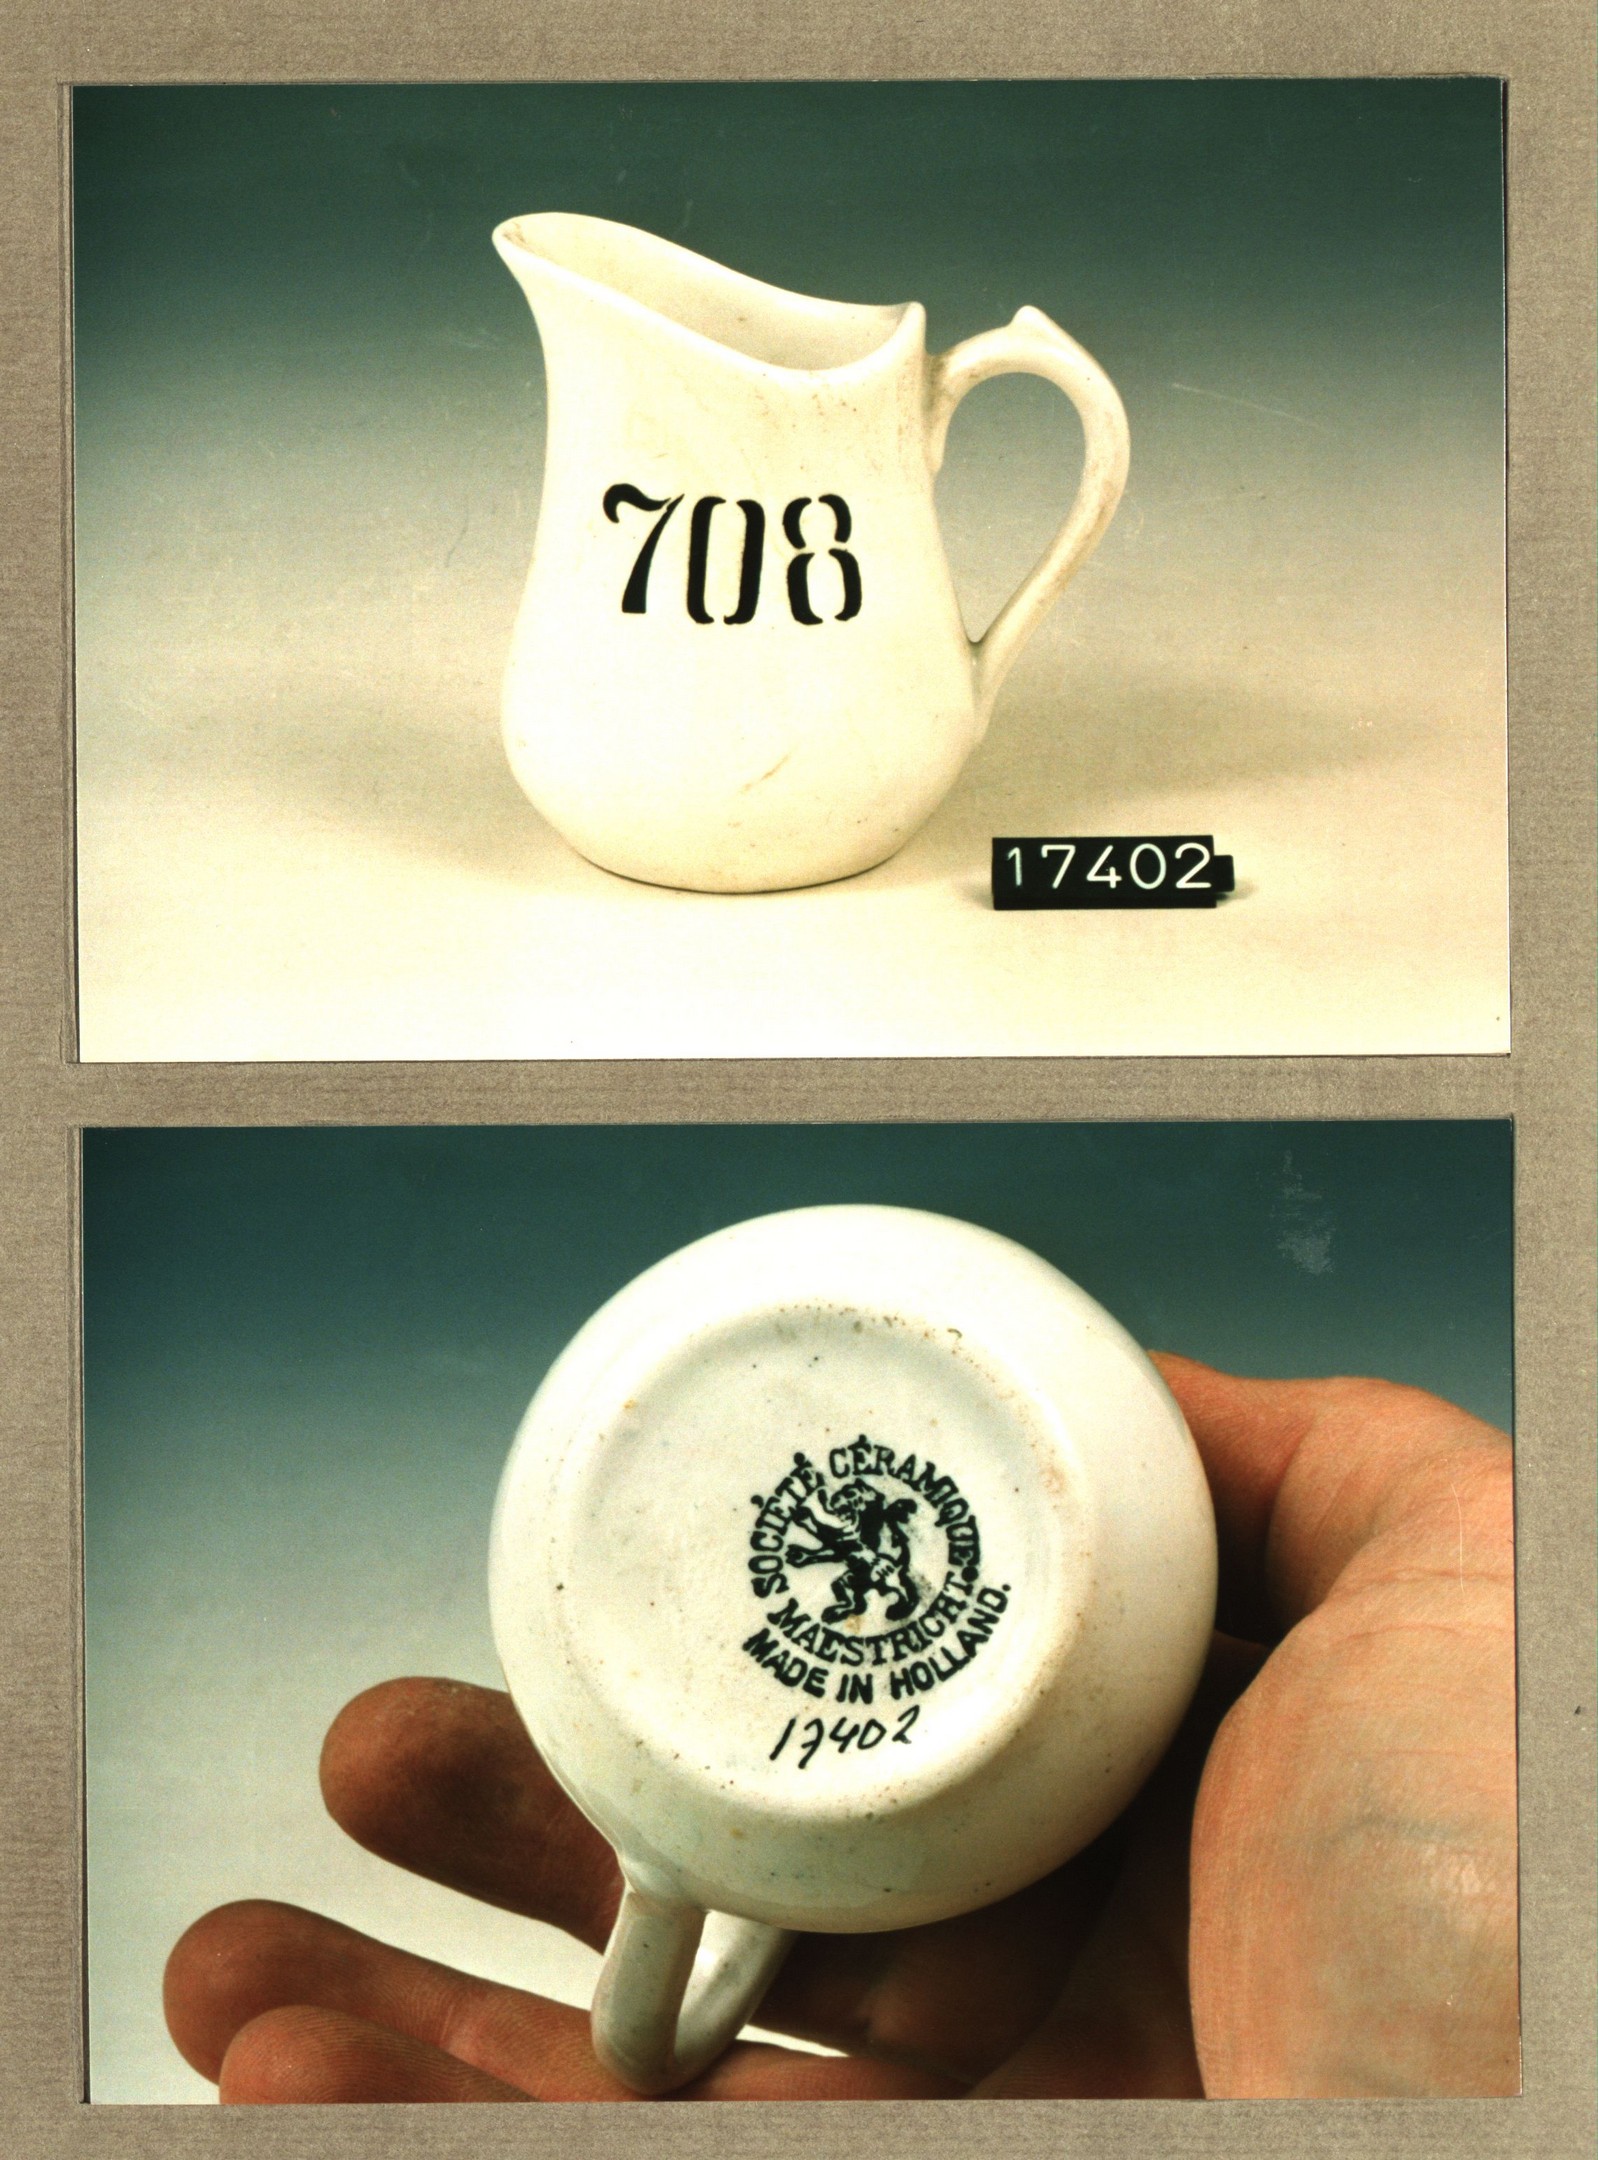 708
17402
SOCIÉTÉ CÉRAMIQUE.
MAESTRICHT.
MADE IN HOLLAND.
17402